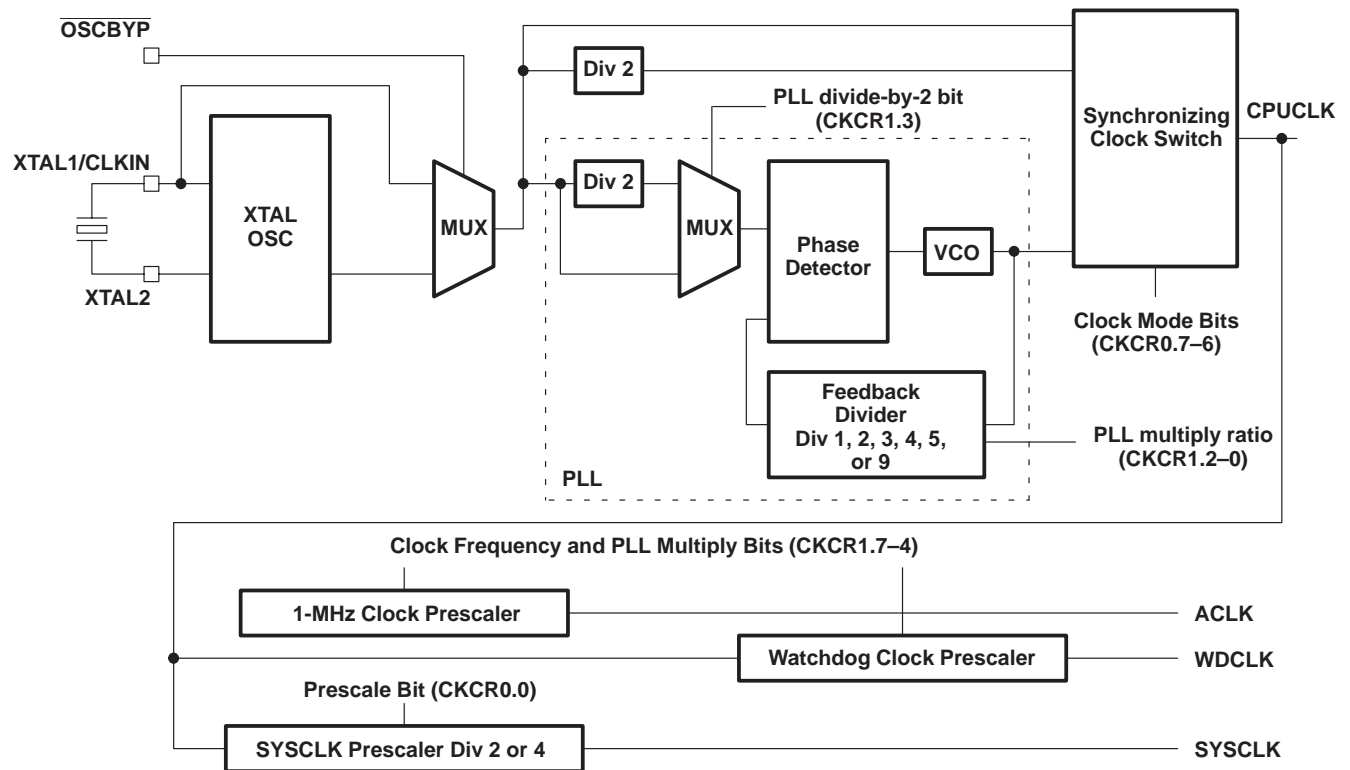 OSCBYP
XTAL1/CLKIN
XTAL2
XTAL
OSC
MUX
Div 2
PLL divide-by-2 bit
(CKCR1.3)
Div 2
MUX
Phase
Detector
VCO
Feedback
Divider
Div 1, 2, 3, 4, 5,
or 9
PLL
Synchronizing
Clock Switch
CPUCLK
Clock Mode Bits
(CKCR0.7–6)
PLL multiply ratio
(CKCR1.2–0)
Clock Frequency and PLL Multiply Bits (CKCR1.7–4)
1-MHz Clock Prescaler
ACLK
Watchdog Clock Prescaler
WDCLK
Prescale Bit (CKCR0.0)
SYSCLK Prescaler Div 2 or 4
SYSCLK